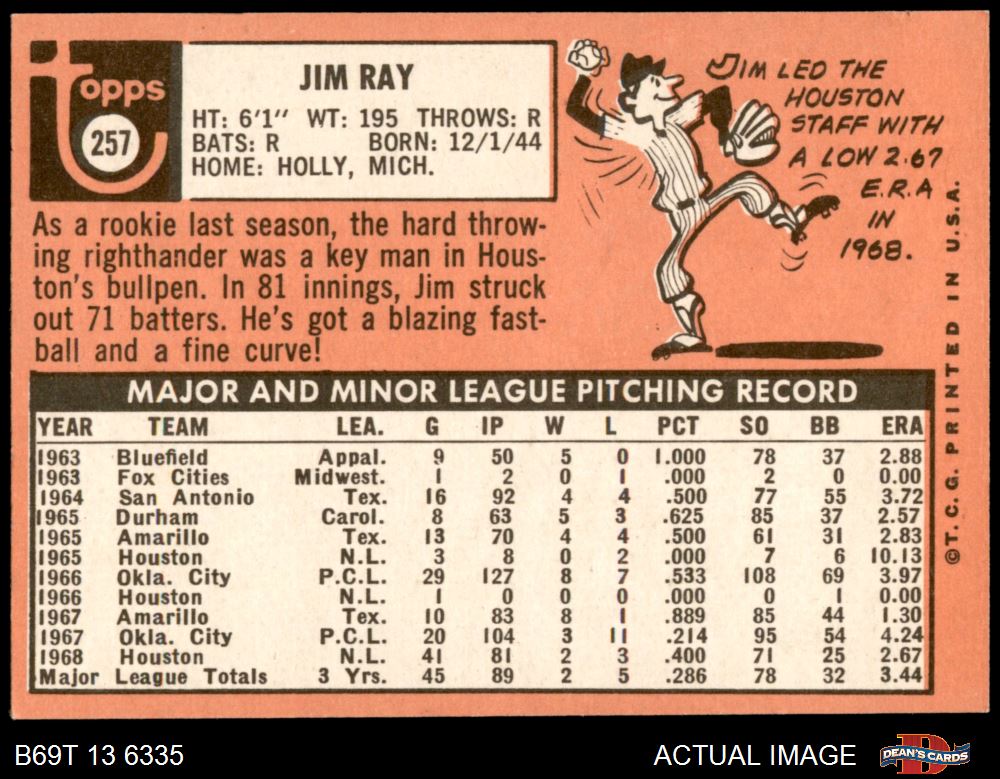 topps
257
JIM RAY
HT: 6'1" WT: 195 THROWS: R
BATS: R BORN: 12/1/44
HOME: HOLLY, MICH.
JIM LED THE
HOUSTON
STAFF WITH
A LOW 2.67
E.R.A
IN
1968.
As a rookie last season, the hard throw-
ing righthander was a key man in Hous-
ton's bullpen. In 81 innings, Jim struck
out 71 batters. He's got a blazing fast-
ball and a fine curve!
MAJOR AND MINOR LEAGUE PITCHING RECORD
YEAR TEAM LEA. G IP W L PCT SO BB ERA
1963 Bluefield Appal. 9 50 5 0 1.000 78 37 2.88
1963 Fox Cities Midwest. 1 2 0 1 .000 2 0 0.00
1964 San Antonio Tex. 16 92 4 4 .500 77 55 3.72
1965 Durham Carol. 8 63 5 3 .625 85 37 2.57
1965 Amarillo Tex. 13 70 4 4 .500 61 31 2.83
1965 Houston N.L. 3 8 0 2 .000 7 6 10.13
1966 Okla. City P.C.L. 29 127 8 7 .533 108 69 3.97
1966 Houston N.L. 1 0 0 0 .000 0 1 0.00
1967 Amarillo Tex. 10 83 8 1 .889 85 44 1.30
1967 Okla. City P.C.L. 20 104 3 11 .214 95 54 4.24
1968 Houston N.L. 41 81 2 3 .400 71 25 2.67
Major League Totals 3 Yrs. 45 89 2 5 .286 78 32 3.44
©T.C.G. PRINTED IN U.S.A.
B69T 13 6335
ACTUAL IMAGE
DEAN'S CARDS